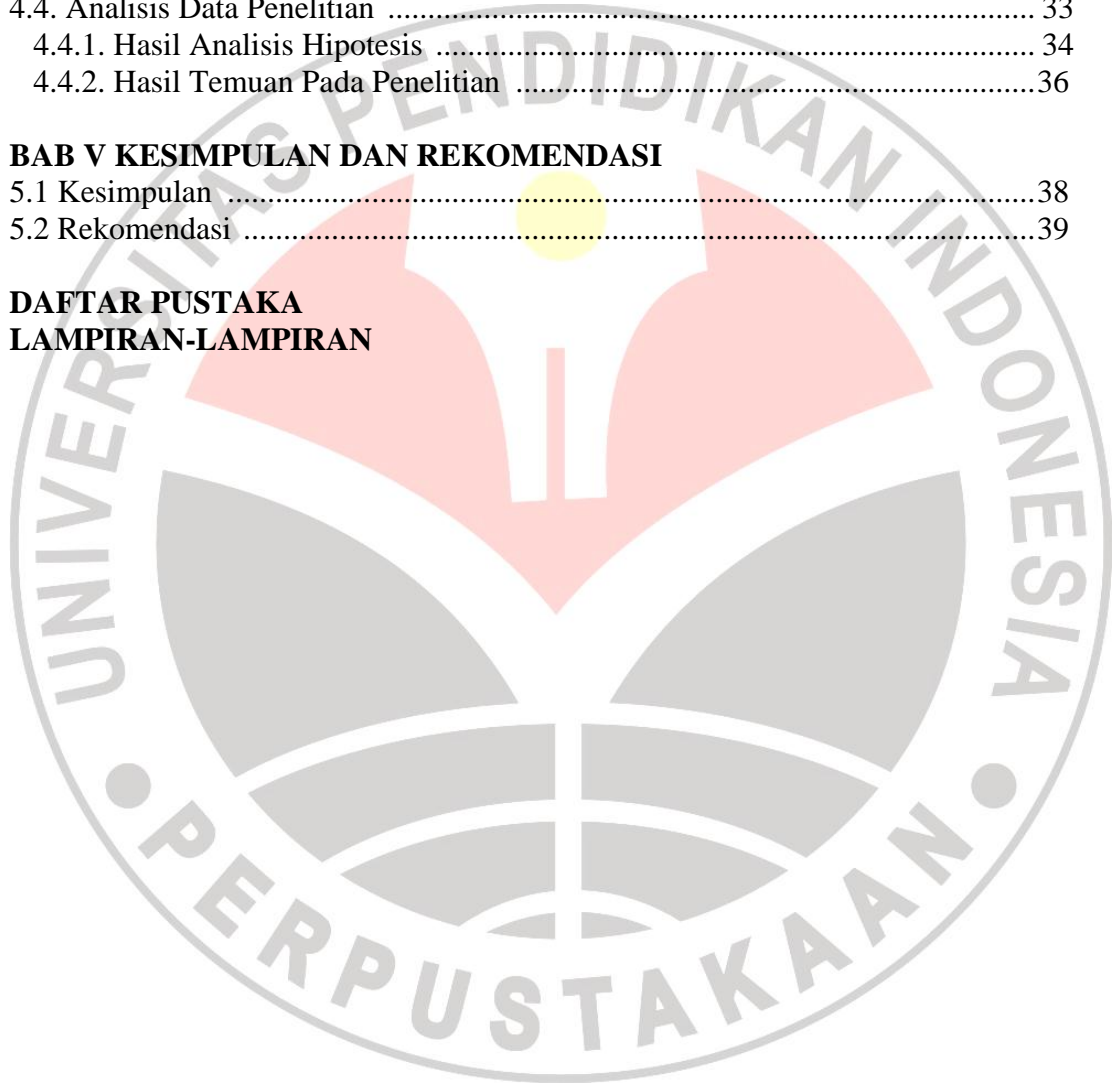 4.4. Analisis Data Penelitian ........................................................................... 33
4.4.1. Hasil Analisis Hipotesis ..................................................................... 34
4.4.2. Hasil Temuan Pada Penelitian ............................................................36
BAB V KESIMPULAN DAN REKOMENDASI
5.1 Kesimpulan .............................................................................................38
5.2 Rekomendasi ...........................................................................................39
DAFTAR PUSTAKA
LAMPIRAN-LAMPIRAN
UNIVERSITAS PENDIDIKAN INDONESIA
PERPUSTAKAAN